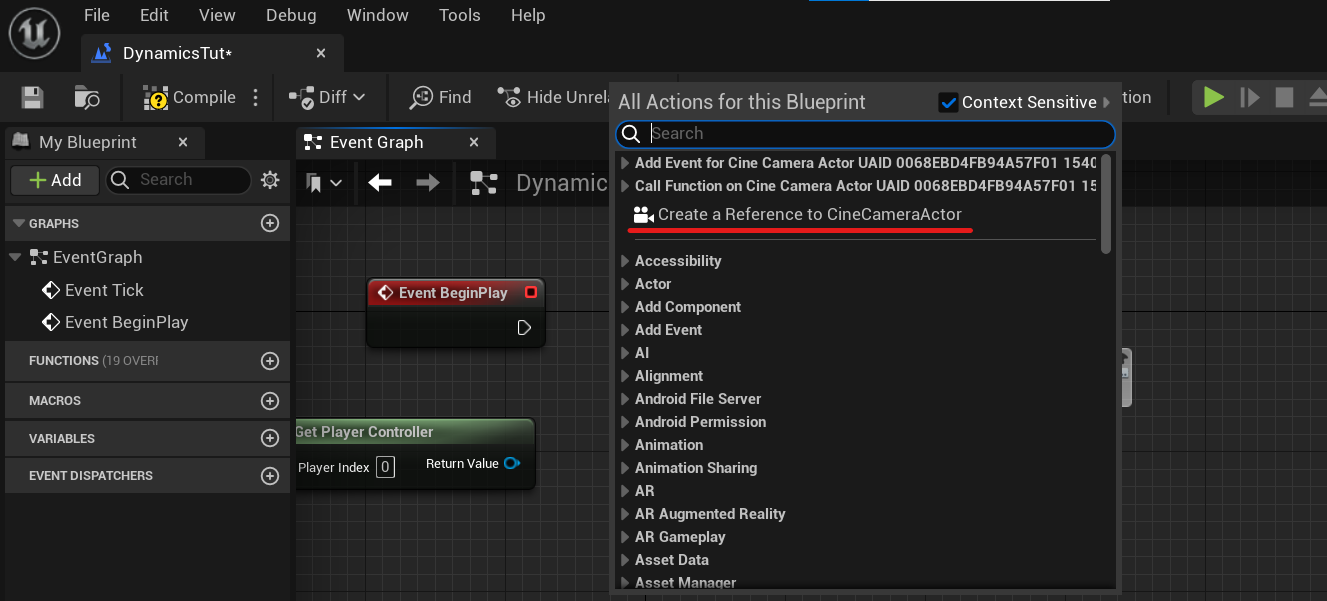 File Edit View Debug Window Tools Help
DynamicsTut*
Compile Diff Find Hide Unrela tion
My Blueprint
Add Search
GRAPHS
EventGraph
Event Tick
Event BeginPlay
FUNCTIONS (19 OVERI
MACROS
VARIABLES
EVENT DISPATCHERS
Event Graph
Dynamic
Event BeginPlay
Get Player Controller
Player Index 0 Return Value
All Actions for this Blueprint Context Sensitive
Search
Add Event for Cine Camera Actor UAID 0068EBD4FB94A57F01 154C
Call Function on Cine Camera Actor UAID 0068EBD4FB94A57F01 15
Create a Reference to CineCameraActor
Accessibility
Actor
Add Component
Add Event
AI
Alignment
Android File Server
Android Permission
Animation
Animation Sharing
AR
AR Augmented Reality
AR Gameplay
Asset Data
Asset Manager